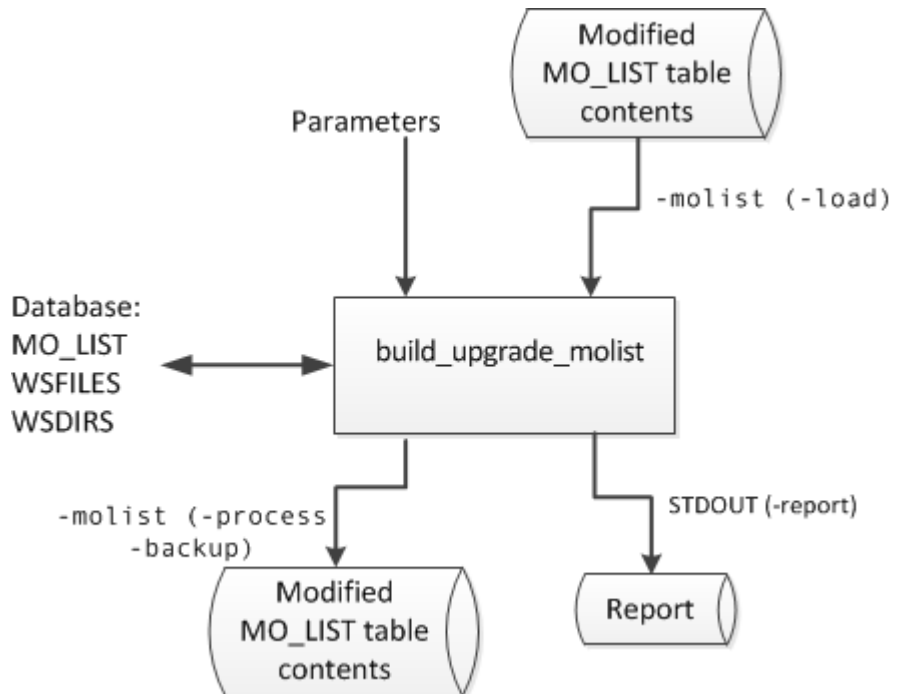 Modified
MO_LIST table
contents
Parameters
-molist (-load)
Database:
MO_LIST
WSFILES
WSDIRS
build_upgrade_molist
-molist (-process
-backup)
STDOUT (-report)
Modified
MO_LIST table
contents
Report